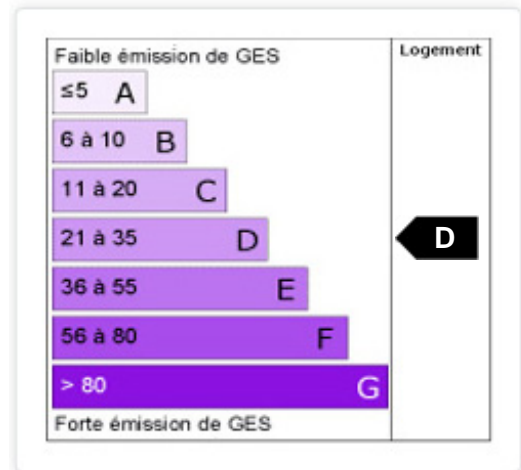 Faible émission de GES
Logement
≤5 A
6 à 10 B
11 à 20 C
21 à 35 D
D
36 à 55 E
56 à 80 F
> 80 G
Forte émission de GES